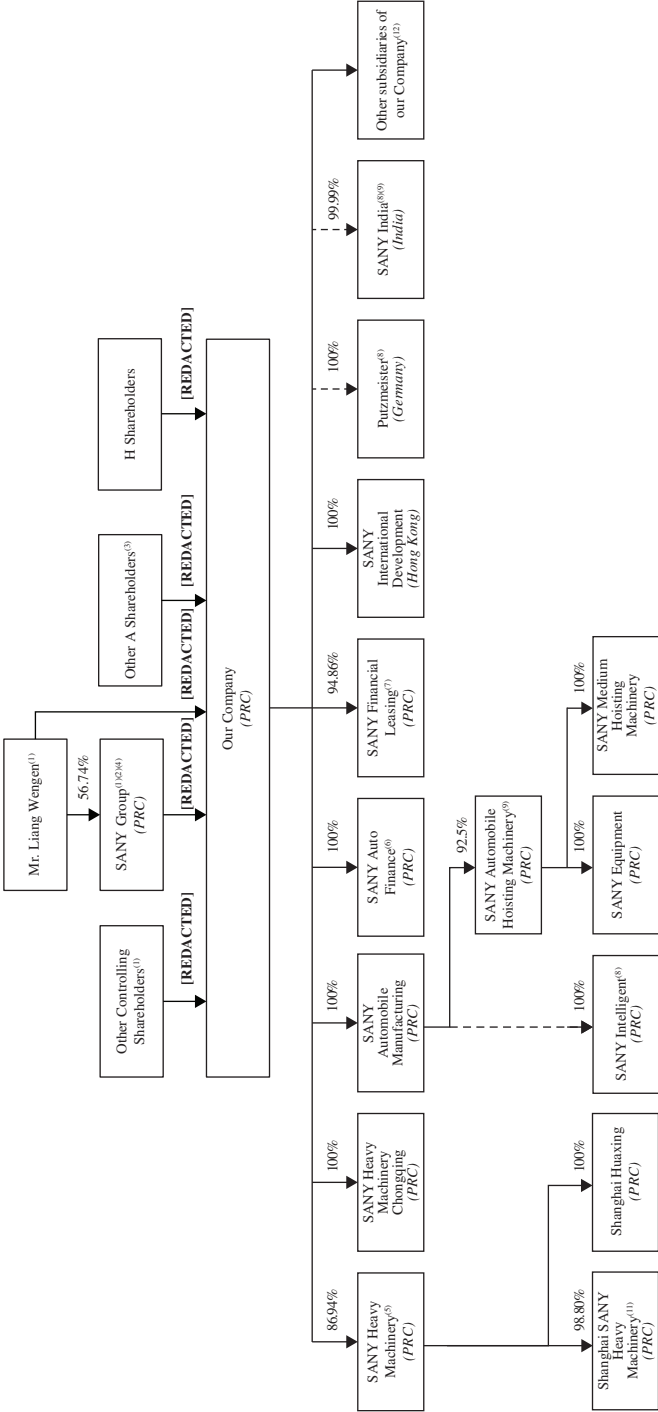 Mr. Liang Wengen(1)
56.74%
Other Controlling
Shareholders(1)
SANY Group(1)(2)(4)
(PRC)
Other A Shareholders(3)
H Shareholders
[REDACTED]
[REDACTED]
[REDACTED]
[REDACTED]
[REDACTED]
Our Company
(PRC)
86.94%
100%
100%
100%
94.86%
100%
100%
99.99%
SANY Heavy
Machinery(5)
(PRC)
SANY Heavy
Machinery
Chongqing
(PRC)
SANY
Automobile
Manufacturing
(PRC)
SANY Auto
Finance(6)
(PRC)
SANY Financial
Leasing(7)
(PRC)
SANY
International
Development
(Hong Kong)
Putzmeister(8)
(Germany)
SANY India(8)(9)
(India)
Other subsidiaries of
our Company(12)
92.5%
SANY Automobile
Hoisting Machinery(9)
(PRC)
98.80%
100%
100%
100%
100%
Shanghai SANY
Heavy
Machinery(11)
(PRC)
Shanghai Huaxing
(PRC)
SANY Intelligent(8)
(PRC)
SANY Equipment
(PRC)
SANY Medium
Hoisting
Machinery
(PRC)